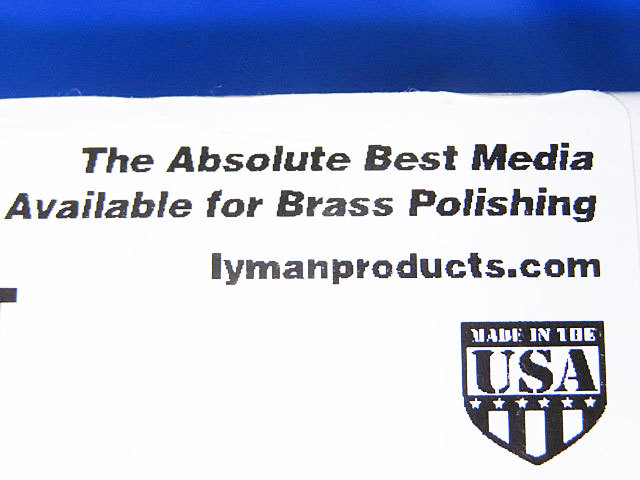 The Absolute Best Media
Available for Brass Polishing
lymanproducts.com
MADE IN THE
USA